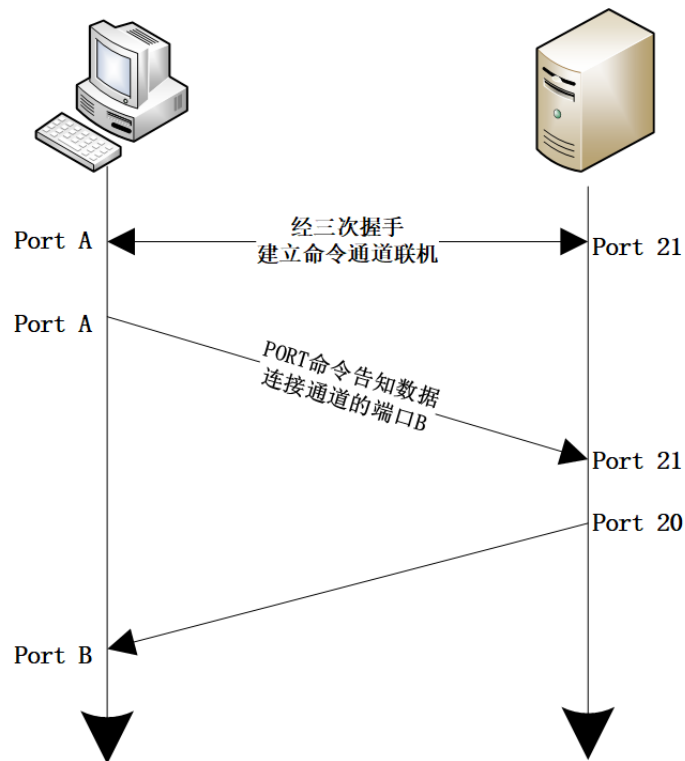 经三次握手
Port A
建立命令通道联机
Port 21
Port A
PORT命令告知数据
连接通道的端口B
Port 21
Port 20
Port B